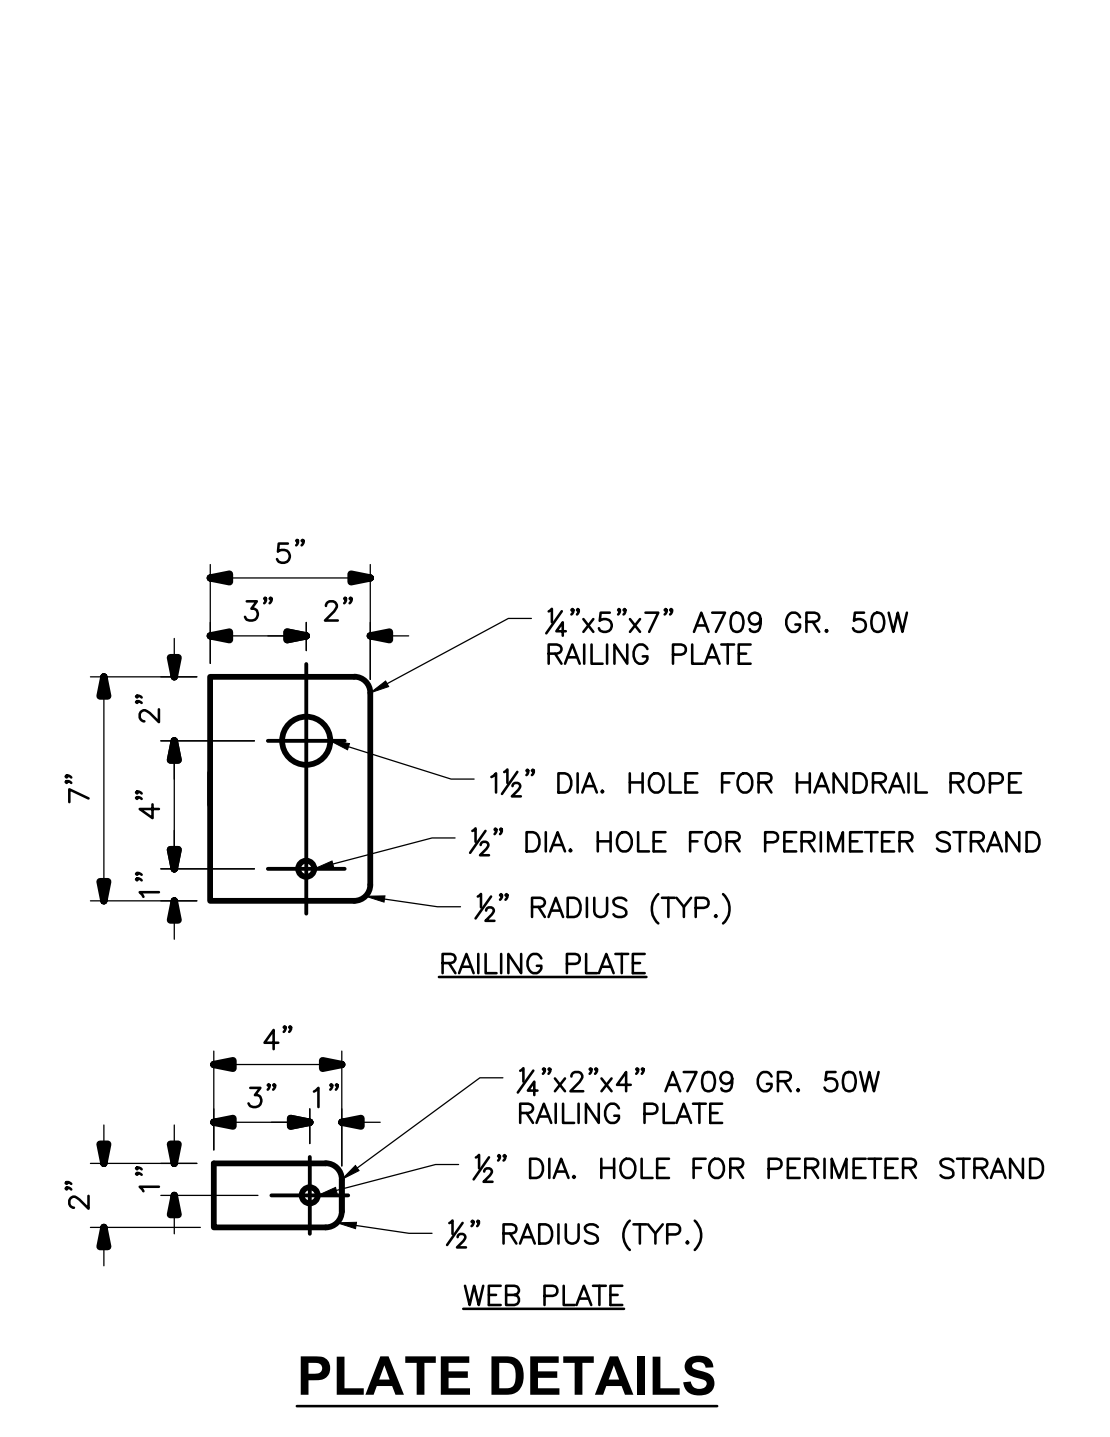 5”
3” 2”
¼”x5”x7” A709 GR. 50W
RAILING PLATE
2”
7”
4”
1”
1½” DIA. HOLE FOR HANDRAIL ROPE
½” DIA. HOLE FOR PERIMETER STRAND
½” RADIUS (TYP.)
RAILING PLATE
4”
3” 1”
¼”x2”x4” A709 GR. 50W
RAILING PLATE
1”
2”
½” DIA. HOLE FOR PERIMETER STRAND
½” RADIUS (TYP.)
WEB PLATE
PLATE DETAILS